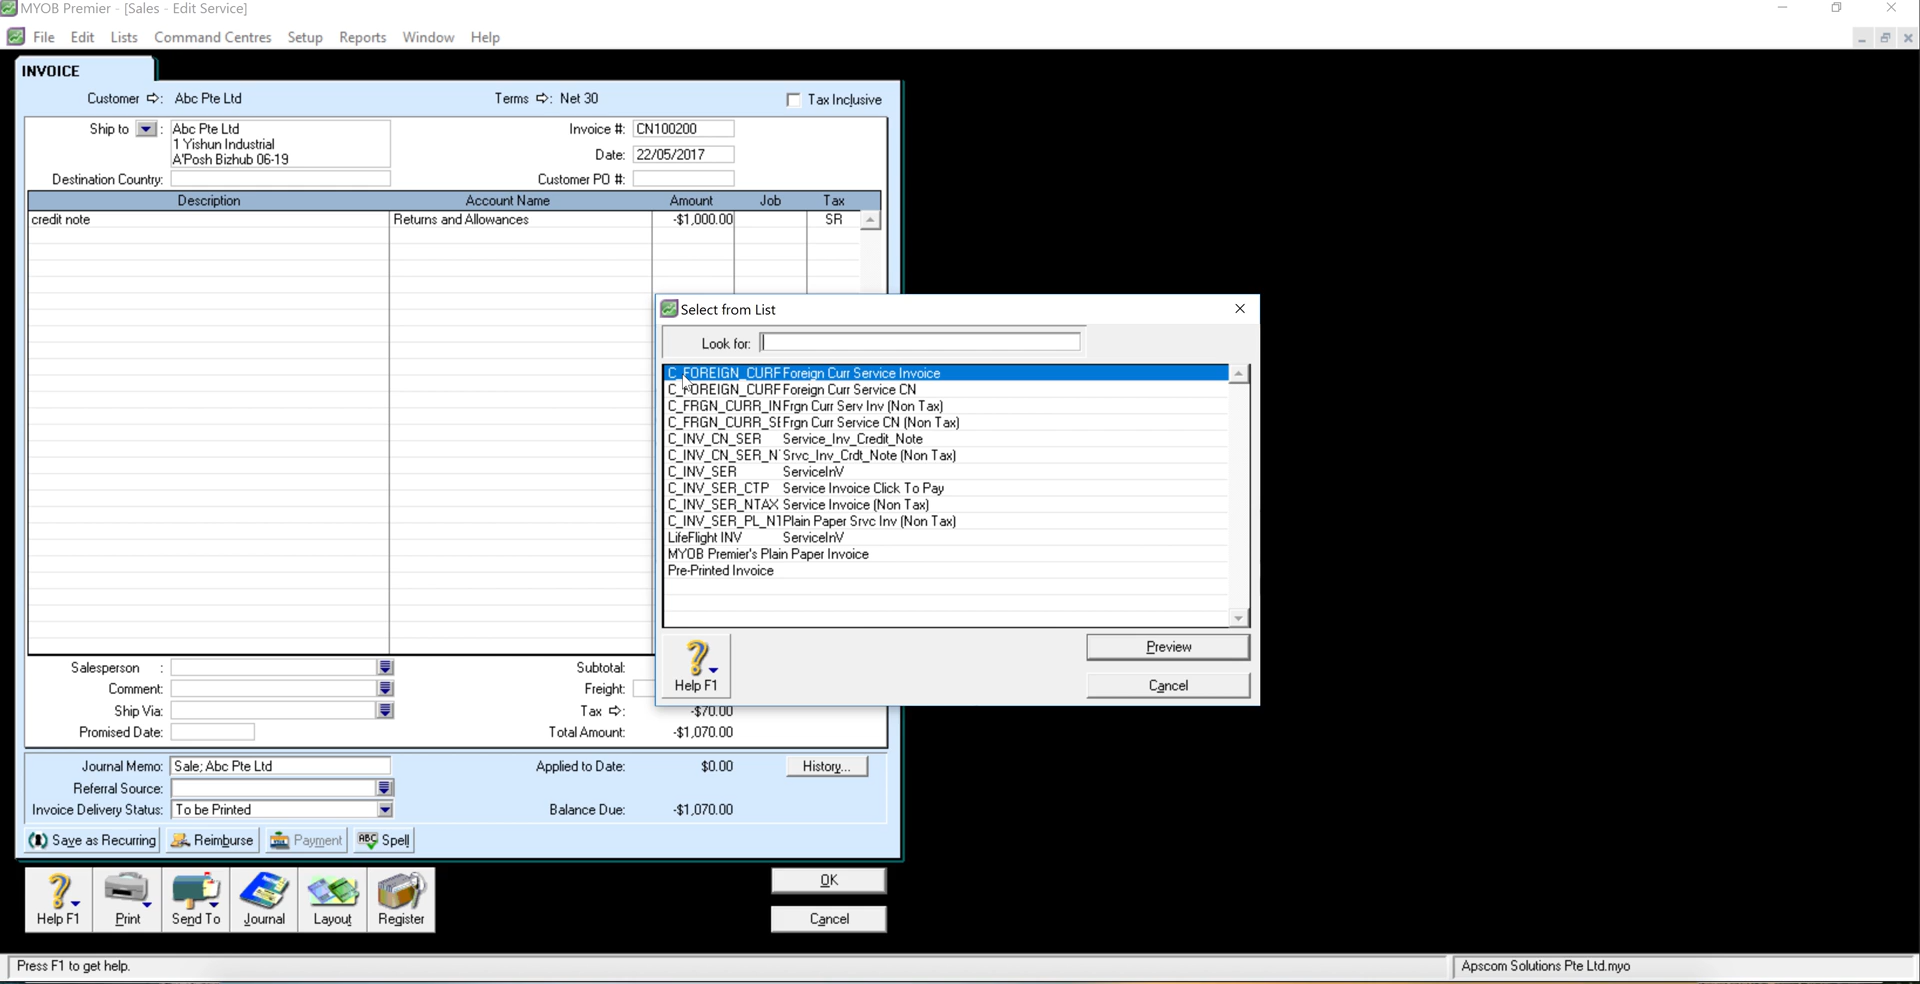 MYOB Premier - [Sales - Edit Service]
File Edit Lists Command Centres Setup Reports Window Help
INVOICE
Customer : Abc Pte Ltd
Terms : Net 30
Tax Inclusive
Ship to : Abc Pte Ltd
1 Yishun Industrial
A'Posh Bizhub 06-19
Invoice #: CN100200
Date: 22/05/2017
Destination Country:
Customer PO #:
Description Account Name Amount Job Tax
credit note Returns and Allowances -$1,000.00 SR
Select from List
Look for:
C_FOREIGN_CURF Foreign Curr Service Invoice
C_FOREIGN_CURF Foreign Curr Service CN
C_FRGN_CURR_IN Frgn Curr Serv Inv (Non Tax)
C_FRGN_CURR_SE Frgn Curr Service CN (Non Tax)
C_INV_CN_SER Service_Inv_Credit_Note
C_INV_CN_SER_N Srvc_Inv_Crdt_Note (Non Tax)
C_INV_SER ServiceInV
C_INV_SER_CTP Service Invoice Click To Pay
C_INV_SER_NTAX Service Invoice (Non Tax)
C_INV_SER_PL_NT Plain Paper Srvc Inv (Non Tax)
LifeFlight INV ServiceInV
MYOB Premier's Plain Paper Invoice
Pre-Printed Invoice
Help F1
Preview
Cancel
Salesperson :
Comment:
Ship Via:
Promised Date:
Subtotal:
Freight:
Tax : -$70.00
Total Amount: -$1,070.00
Journal Memo: Sale; Abc Pte Ltd
Applied to Date: $0.00
History...
Referral Source:
Invoice Delivery Status: To be Printed
Balance Due: -$1,070.00
Save as Recurring Reimburse Payment ABC Spell
Help F1 Print Send To Journal Layout Register
OK
Cancel
Press F1 to get help.
Apscom Solutions Pte Ltd.myo